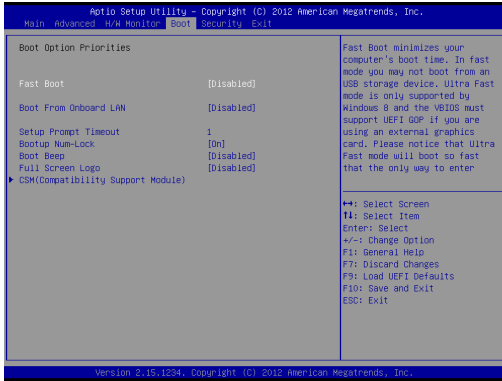 Aptio Setup Utility – Copyright (C) 2012 American Megatrends, Inc.
Main Advanced H/W Monitor Boot Security Exit
Boot Option Priorities
Fast Boot [Disabled]
Boot From Onboard LAN [Disabled]
Setup Prompt Timeout 1
Bootup Num-Lock [On]
Boot Beep [Disabled]
Full Screen Logo [Disabled]
CSM(Compatibility Support Module)
Fast Boot minimizes your
computer's boot time. In fast
mode you may not boot from an
USB storage device. Ultra Fast
mode is only supported by
Windows 8 and the VBIOS must
support UEFI GOP if you are
using an external graphics
card. Please notice that Ultra
Fast mode will boot so fast
that the only way to enter
↔: Select Screen
↑↓: Select Item
Enter: Select
+/-: Change Option
F1: General Help
F7: Discard Changes
F9: Load UEFI Defaults
F10: Save and Exit
ESC: Exit
Version 2.15.1234. Copyright (C) 2012 American Megatrends, Inc.